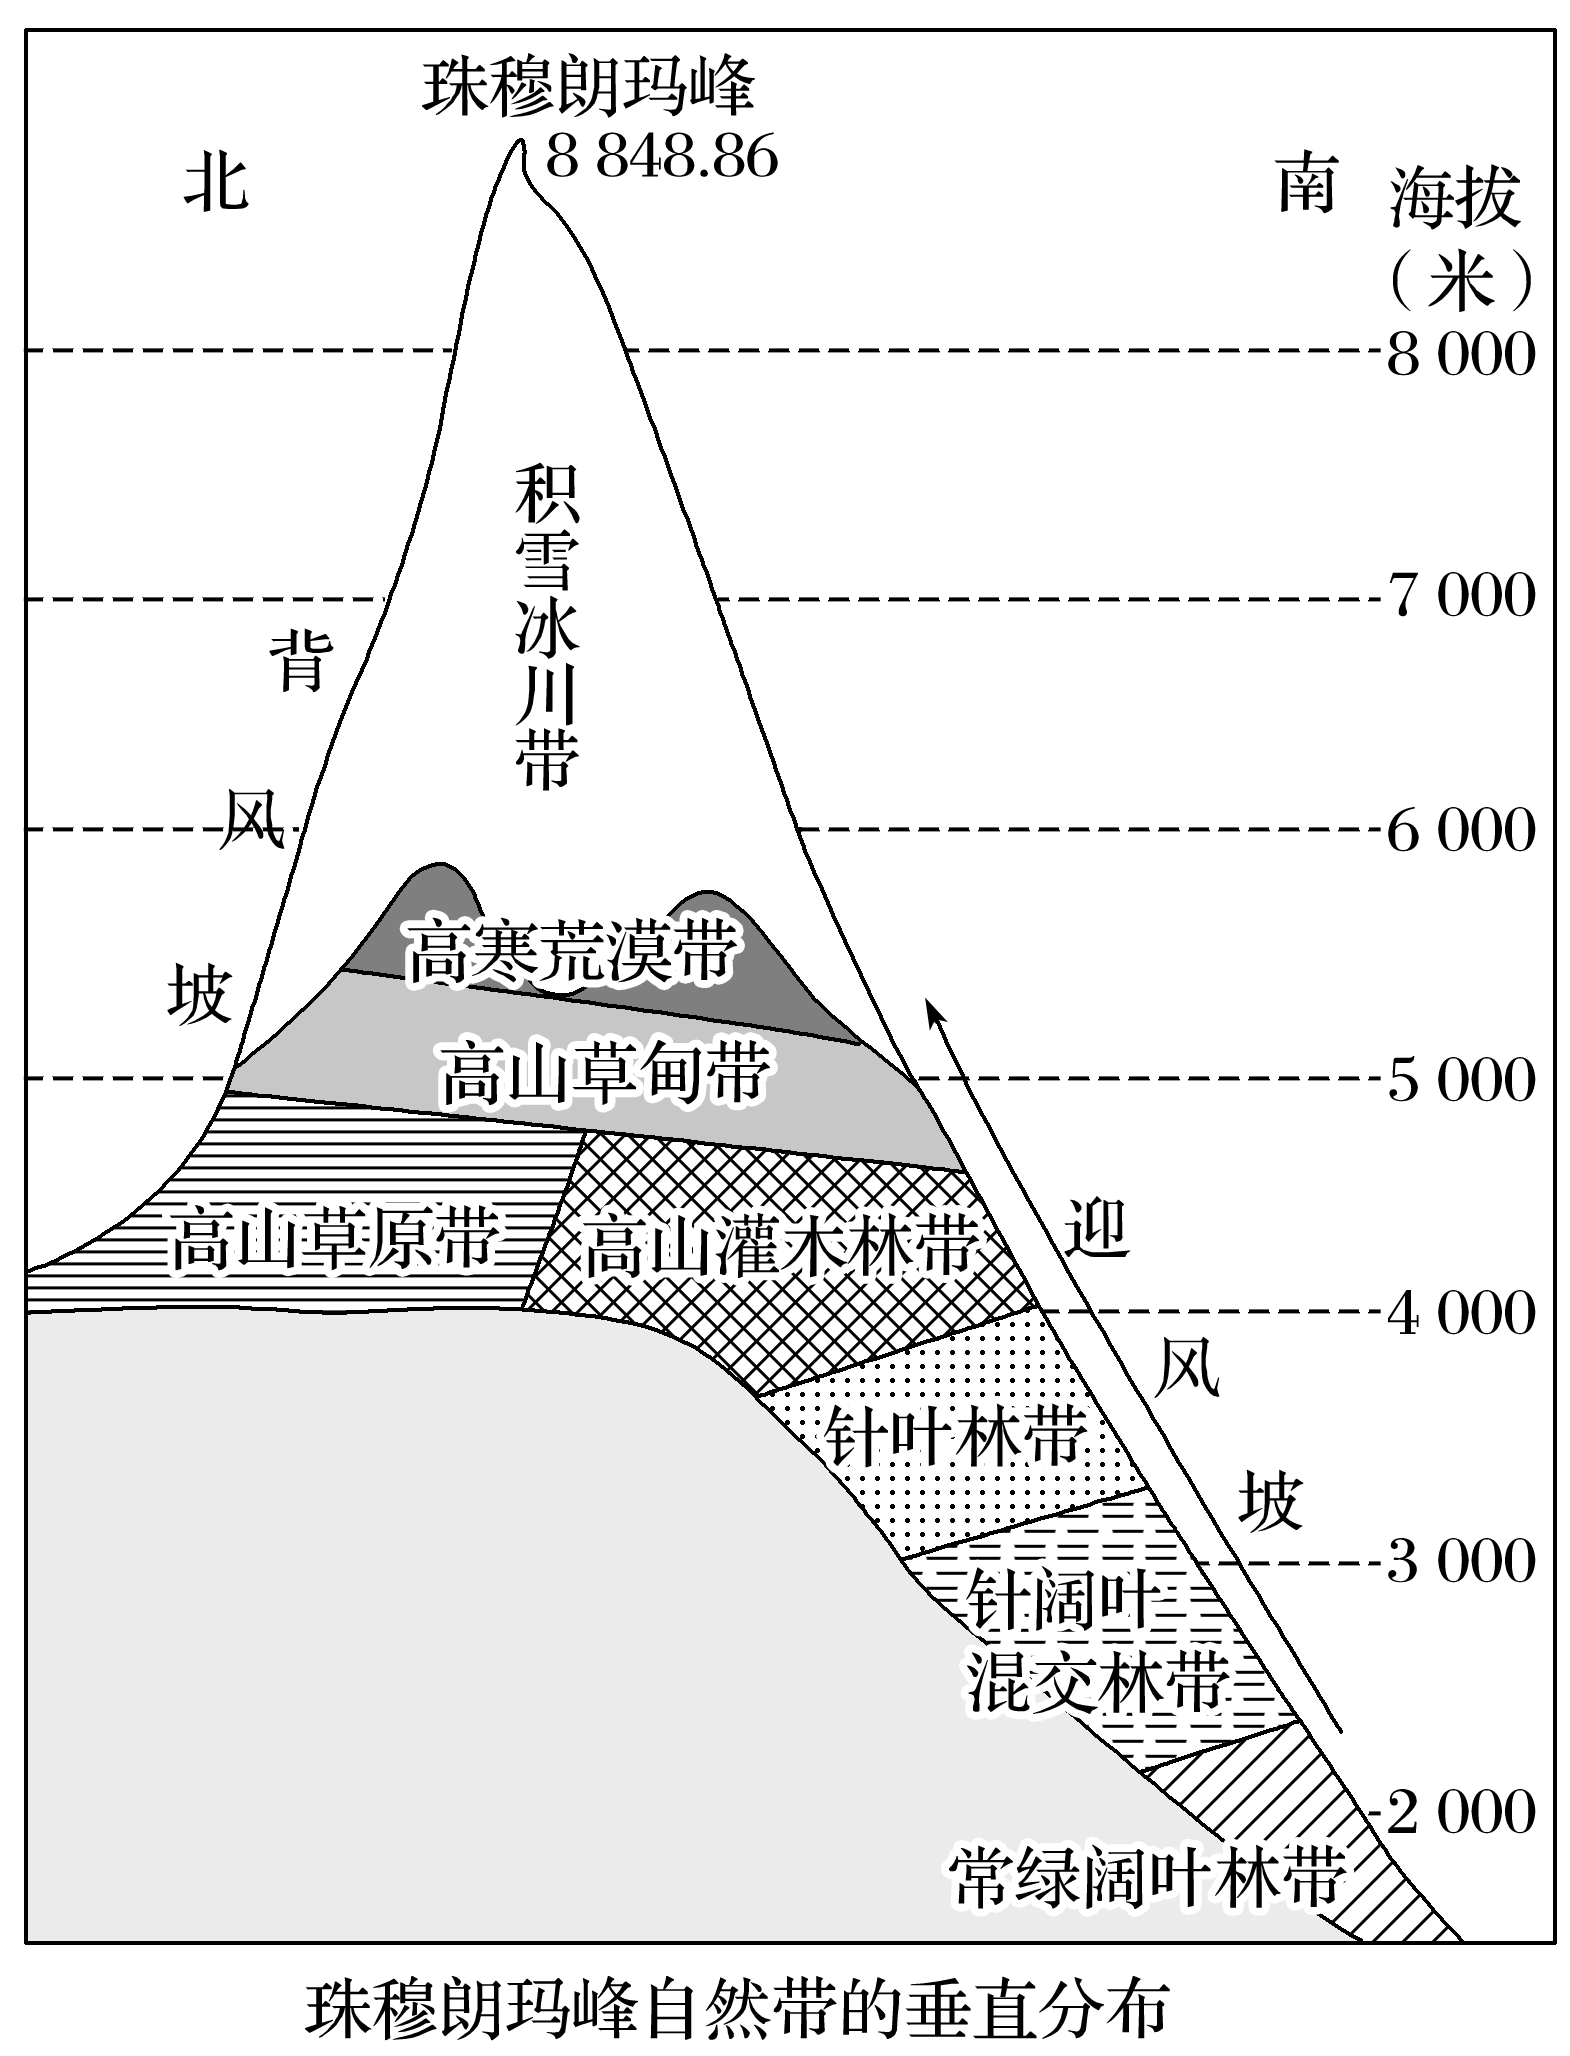 珠穆朗玛峰
8 848.86
北
南
海拔
(米)
8 000
积雪冰川带
7 000
背风坡
6 000
高寒荒漠带
高山草甸带
5 000
高山草原带
高山灌木林带
迎风坡
4 000
针叶林带
3 000
针阔叶
混交林带
2 000
常绿阔叶林带
珠穆朗玛峰自然带的垂直分布